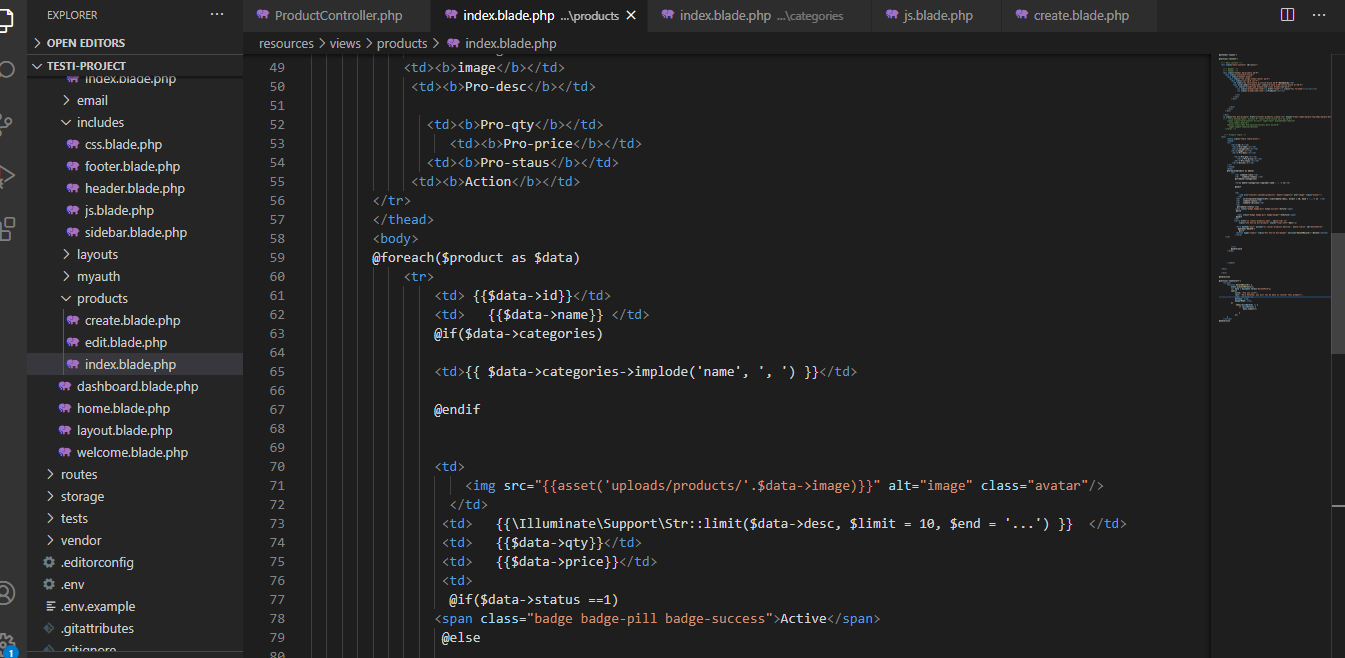 EXPLORER
···
ProductController.php
index.blade.php ...\products
index.blade.php ...\categories
js.blade.php
create.blade.php
OPEN EDITORS
resources > views > products > index.blade.php
TESTI-PROJECT
index.blade.php
email
includes
css.blade.php
footer.blade.php
header.blade.php
js.blade.php
sidebar.blade.php
layouts
myauth
products
create.blade.php
edit.blade.php
index.blade.php
dashboard.blade.php
home.blade.php
layout.blade.php
welcome.blade.php
routes
storage
tests
vendor
.editorconfig
.env
.env.example
.gitattributes
.gitignore
1
49 <td><b>image</b></td>
50 <td><b>Pro-desc</b></td>
51
52 <td><b>Pro-qty</b></td>
53 <td><b>Pro-price</b></td>
54 <td><b>Pro-staus</b></td>
55 <td><b>Action</b></td>
56 </tr>
57 </thead>
58 <body>
59 @foreach($product as $data)
60 <tr>
61 <td> {{$data->id}}</td>
62 <td> {{$data->name}} </td>
63 @if($data->categories)
64
65 <td>{{ $data->categories->implode('name', ', ') }}</td>
66
67 @endif
68
69
70 <td>
71 <img src="{{asset('uploads/products/'.$data->image)}}" alt="image" class="avatar"/>
72 </td>
73 <td> {{\Illuminate\Support\Str::limit($data->desc, $limit = 10, $end = '...') }} </td>
74 <td> {{$data->qty}}</td>
75 <td> {{$data->price}}</td>
76 <td>
77 @if($data->status ==1)
78 <span class="badge badge-pill badge-success">Active</span>
79 @else
80